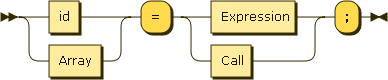 id = Expression ;
Array Call